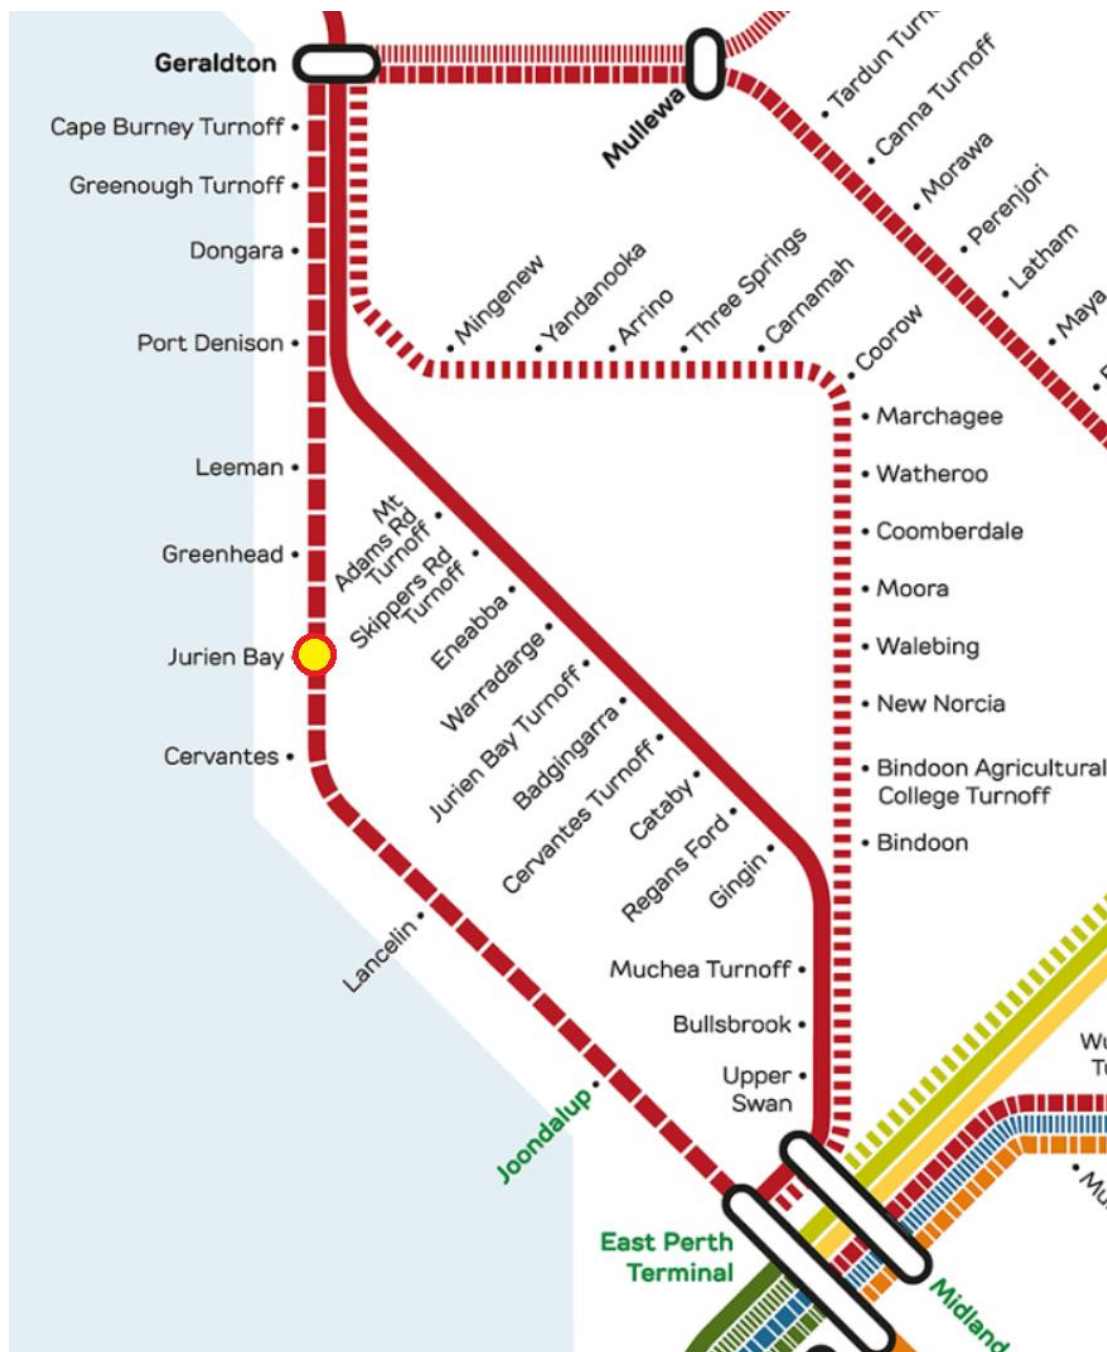 Geraldton
Cape Burney Turnoff
Greenough Turnoff
Dongara
Port Denison
Leeman
Greenhead
Jurien Bay
Cervantes
Lancelin
Joondalup
East Perth
Terminal
Midland
Mullewa
Tardun
Canna Turnoff
Morawa
Perenjori
Latham
Maya
Mingenew
Yandanooka
Arrino
Three Springs
Carnamah
Coorow
Marchagee
Watheroo
Coomberdale
Moora
Walebing
New Norcia
Bindoon Agricultural
College Turnoff
Bindoon
Mt
Adams Rd
Turnoff
Skippers Rd
Turnoff
Eneabba
Warradarge
Jurien Bay Turnoff
Badgingarra
Cervantes Turnoff
Cataby
Regans Ford
Gingin
Muchea Turnoff
Bullsbrook
Upper
Swan